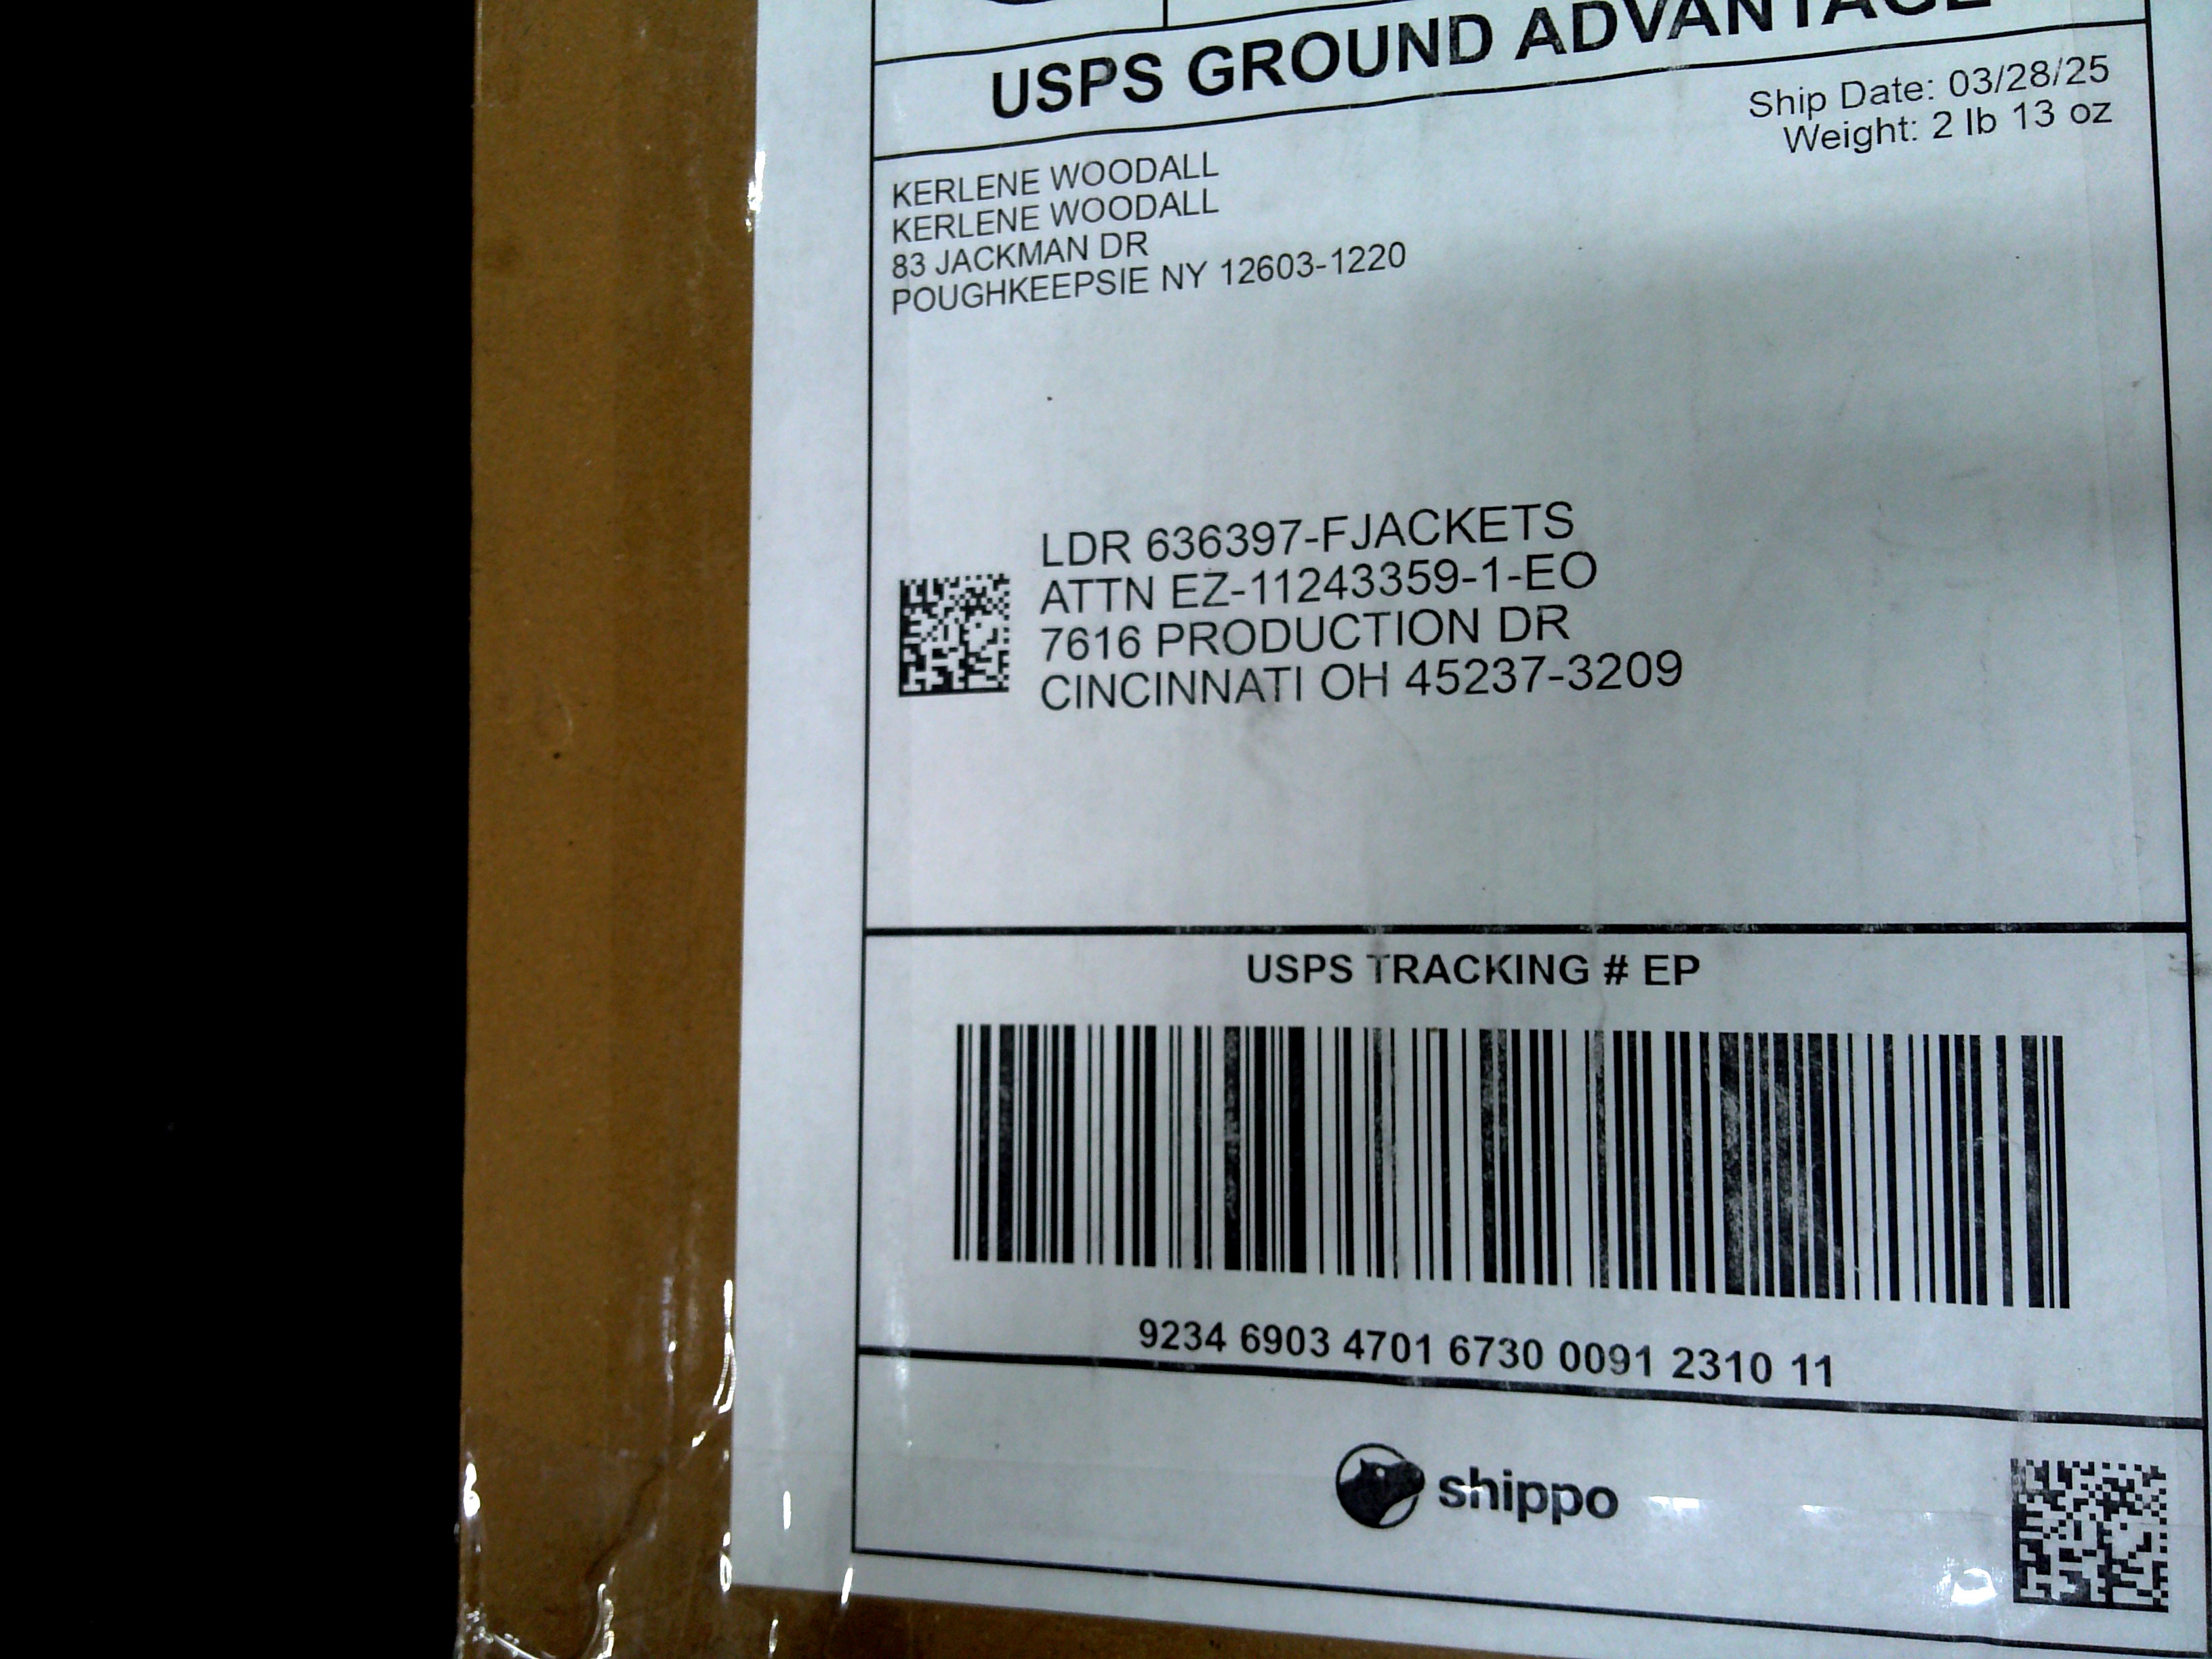 USPS GROUND ADVANTAGE
Ship Date: 03/28/25
Weight: 2 lb 13 oz
KERLENE WOODALL
KERLENE WOODALL
83 JACKMAN DR
POUGHKEEPSIE NY 12603-1220
LDR 636397-FJACKETS
ATTN EZ-11243359-1-EO
7616 PRODUCTION DR
CINCINNATI OH 45237-3209
USPS TRACKING # EP
9234 6903 4701 6730 0091 2310 11
shippo